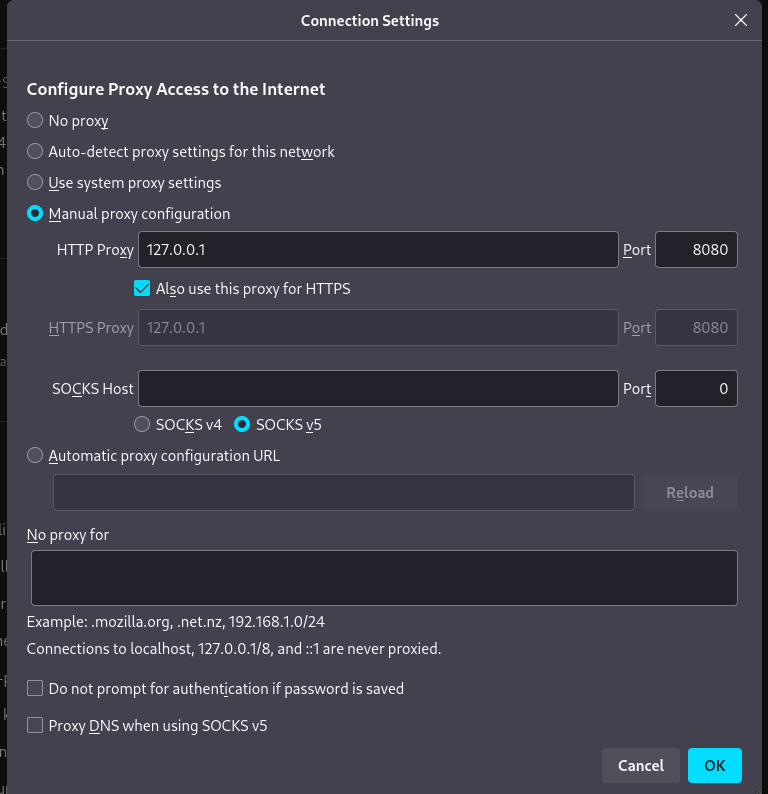 Connection Settings
Configure Proxy Access to the Internet
No proxy
Auto-detect proxy settings for this network
Use system proxy settings
Manual proxy configuration
HTTP Proxy 127.0.0.1 Port 8080
Also use this proxy for HTTPS
HTTPS Proxy 127.0.0.1 Port 8080
SOCKS Host Port 0
SOCKS v4 SOCKS v5
Automatic proxy configuration URL
Reload
No proxy for
Example: .mozilla.org, .net.nz, 192.168.1.0/24
Connections to localhost, 127.0.0.1/8, and ::1 are never proxied.
Do not prompt for authentication if password is saved
Proxy DNS when using SOCKS v5
Cancel OK